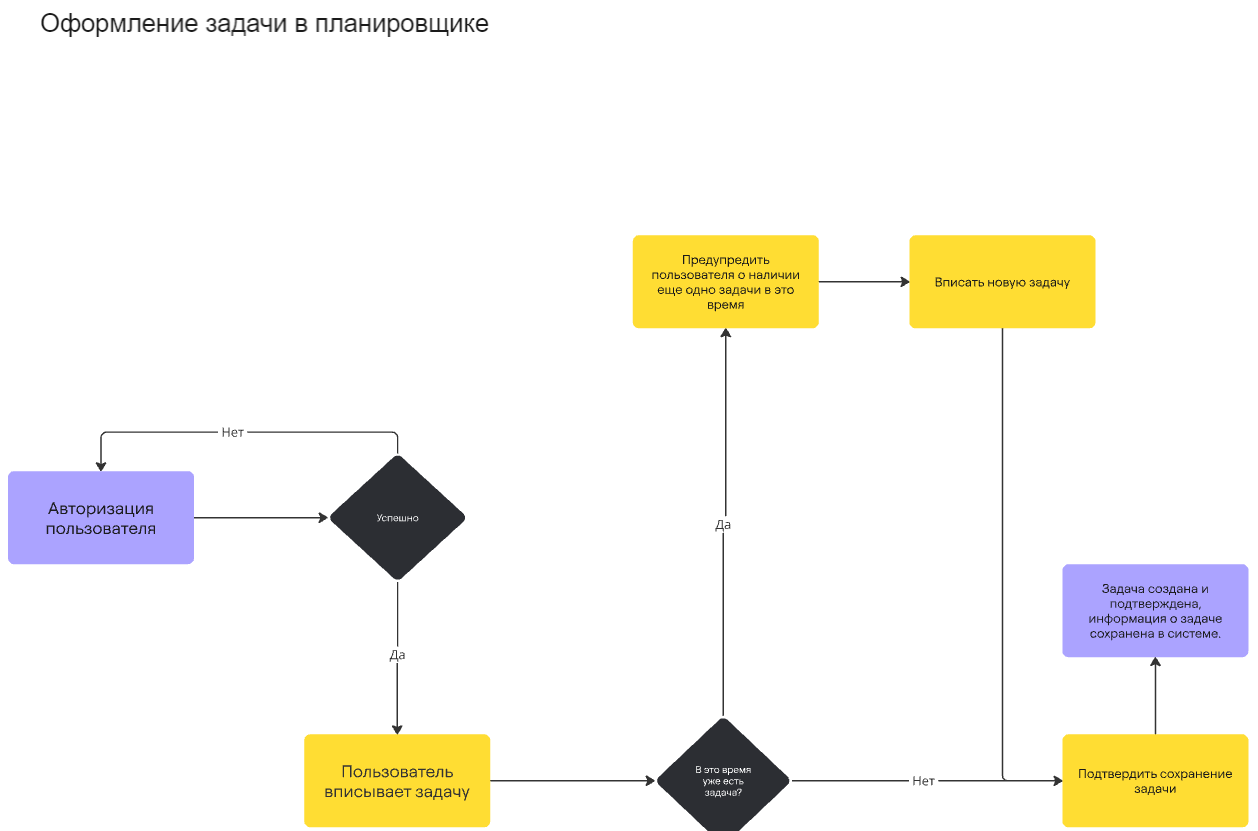 Оформление задачи в планировщике
Предупредить
пользователя о наличии
еще одно задачи в это
время
Вписать новую задачу
Нет
Авторизация
пользователя
Успешно
Да
Задача создана и
подтверждена,
информация о задаче
сохранена в системе.
Да
Пользователь
вписывает задачу
В это время
уже есть
задача?
Нет
Подтвердить сохранение
задачи